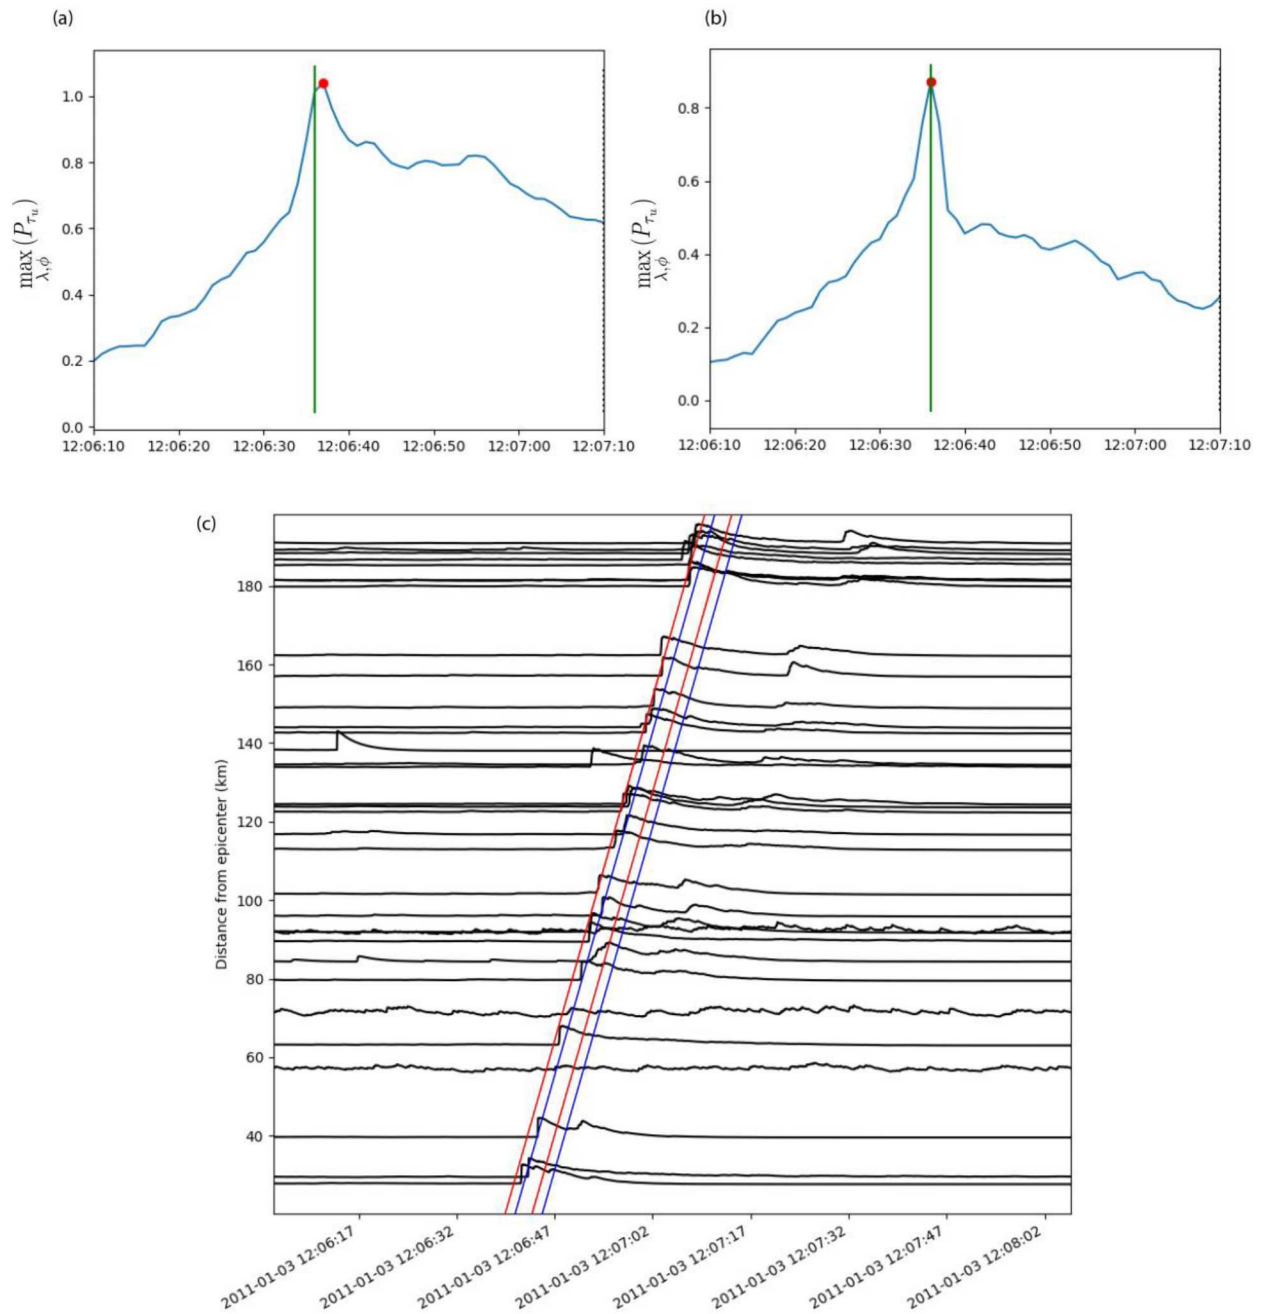 (a)
(b)
1.0
0.8
0.6
0.4
0.2
0.0
max
λ,ϕ
(P_{τ_u})
12:06:10 12:06:20 12:06:30 12:06:40 12:06:50 12:07:00 12:07:10
0.8
0.6
0.4
0.2
0.0
max
λ,ϕ
(P_{τ_u})
12:06:10 12:06:20 12:06:30 12:06:40 12:06:50 12:07:00 12:07:10
(c)
180
160
140
120
100
80
60
40
Distance from epicenter (km)
2011-01-03 12:06:17
2011-01-03 12:06:32
2011-01-03 12:06:47
2011-01-03 12:07:02
2011-01-03 12:07:17
2011-01-03 12:07:32
2011-01-03 12:07:47
2011-01-03 12:08:02